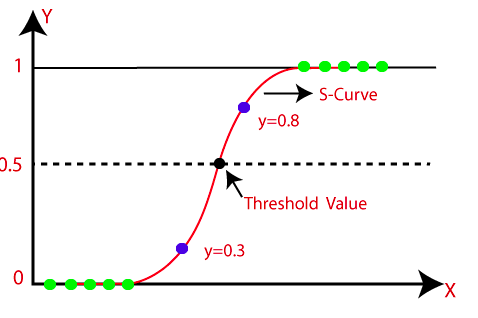 Y
1
S-Curve
y=0.8
0.5
Threshold Value
y=0.3
0
X